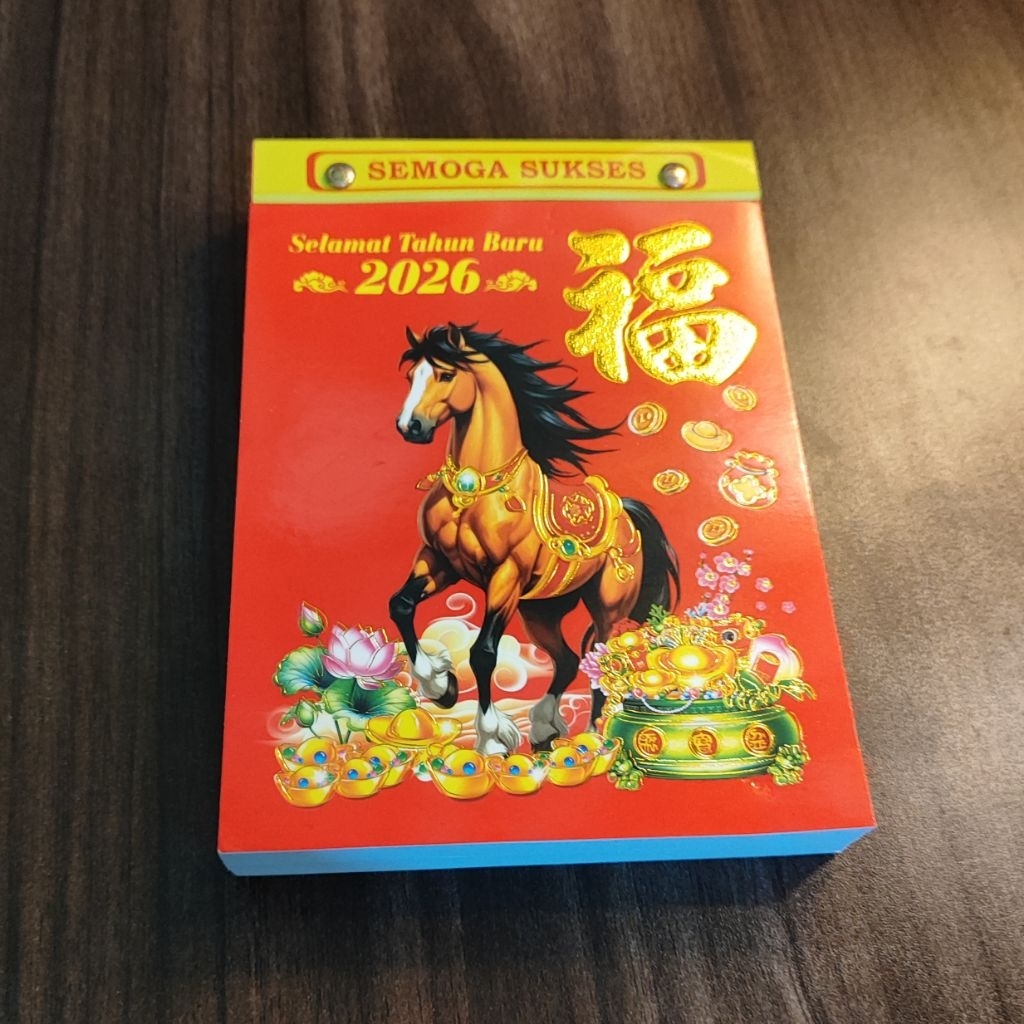 SEMOGA SUKSES
Selamat Tahun Baru
2026
福